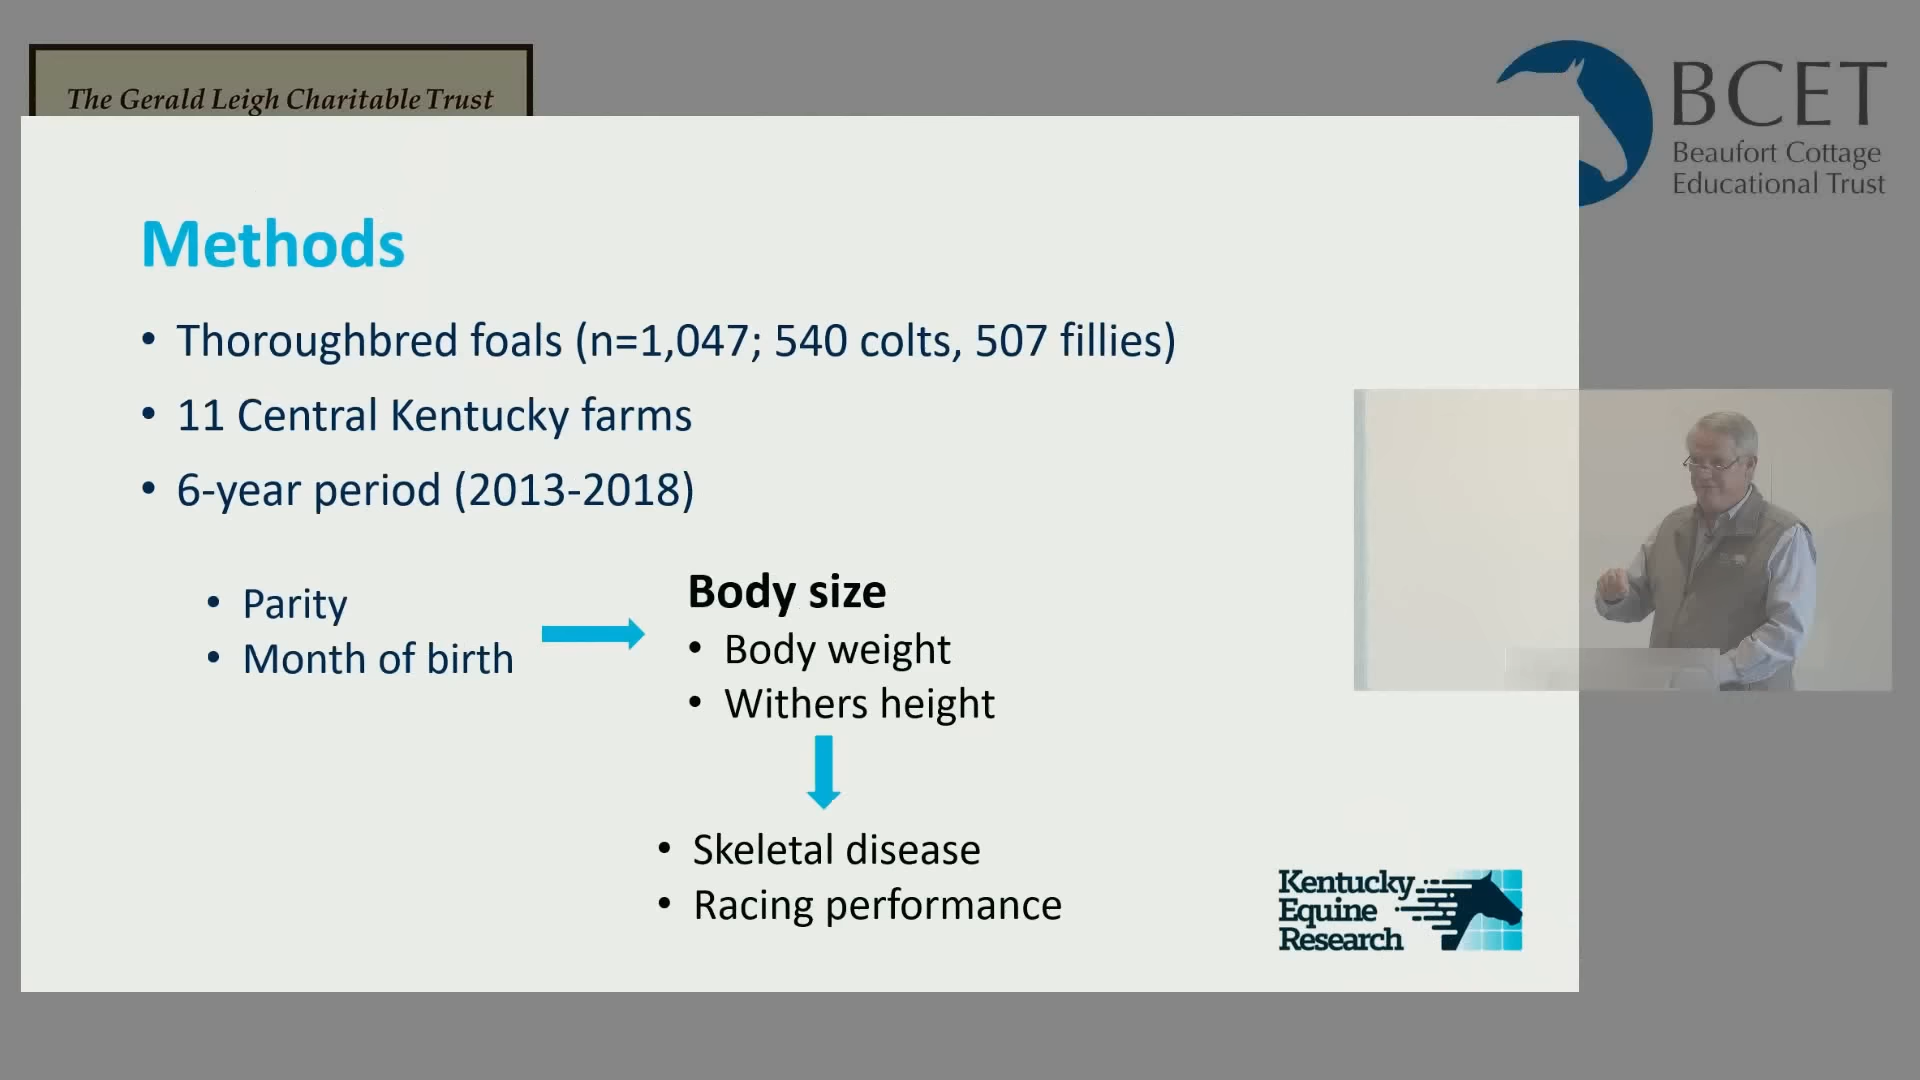 The Gerald Leigh Charitable Trust
BCET
Beaufort Cottage
Educational Trust
Methods
• Thoroughbred foals (n=1,047; 540 colts, 507 fillies)
• 11 Central Kentucky farms
• 6-year period (2013-2018)
• Parity
• Month of birth
Body size
• Body weight
• Withers height
• Skeletal disease
• Racing performance
Kentucky
Equine
Research